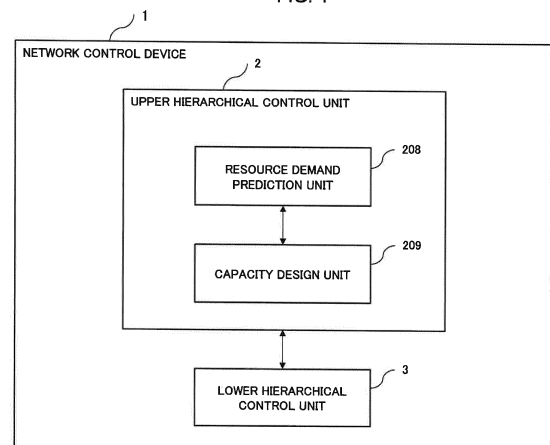 1
NETWORK CONTROL DEVICE
2
UPPER HIERARCHICAL CONTROL UNIT
208
RESOURCE DEMAND
PREDICTION UNIT
209
CAPACITY DESIGN UNIT
3
LOWER HIERARCHICAL
CONTROL UNIT